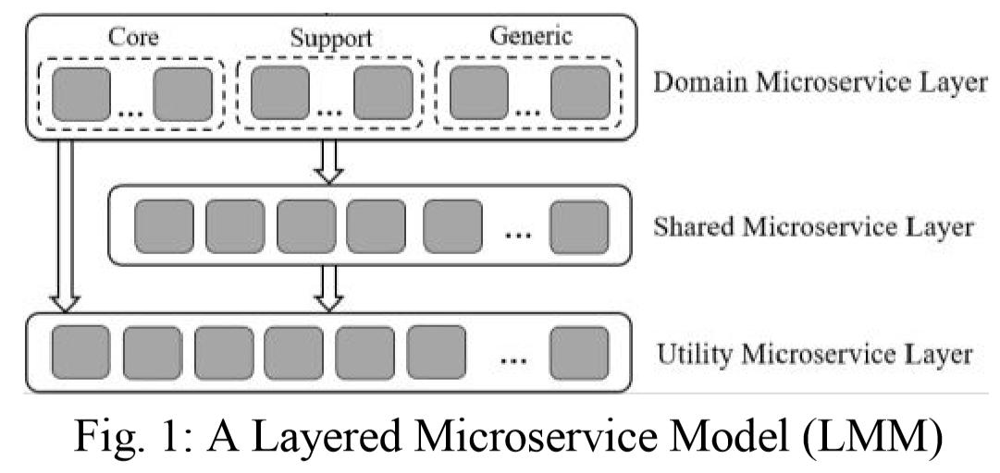 Core Support Generic
... ... ...
Domain Microservice Layer
Shared Microservice Layer
...
Utility Microservice Layer
...
Fig. 1: A Layered Microservice Model (LMM)